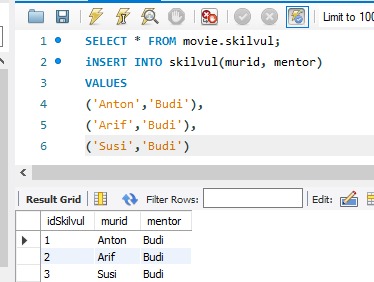 Limit to 100
1 SELECT * FROM movie.skilvul;
2 iNSERT INTO skilvul(murid, mentor)
3 VALUES
4 ('Anton','Budi'),
5 ('Arif','Budi'),
6 ('Susi','Budi')
Result Grid Filter Rows: Edit:
idSkilvul murid mentor
1 Anton Budi
2 Arif Budi
3 Susi Budi